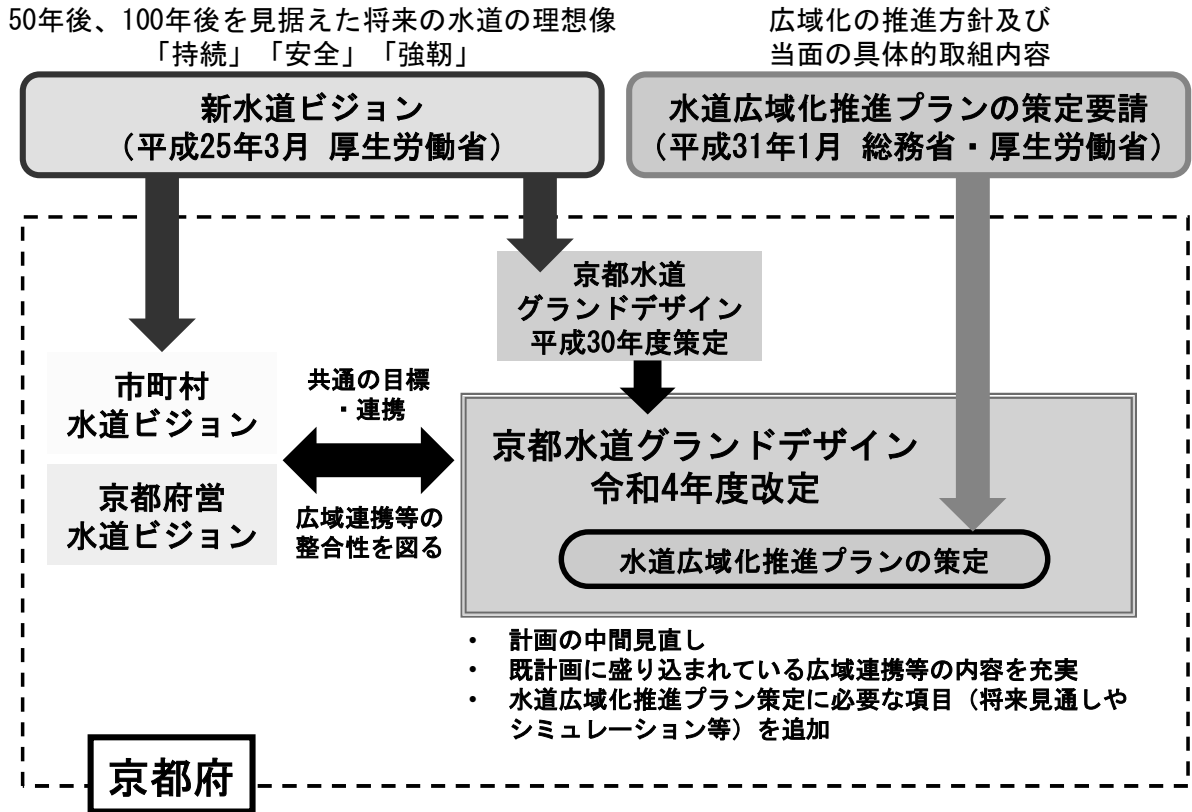 50年後、100年後を見据えた将来の水道の理想像
「持続」「安全」「強靭」
広域化の推進方針及び
当面の具体的取組内容
新水道ビジョン
（平成25年3月 厚生労働省）
水道広域化推進プランの策定要請
（平成31年1月 総務省・厚生労働省）
京都水道
グランドデザイン
平成30年度策定
市町村
水道ビジョン
京都府営
水道ビジョン
共通の目標
・連携
広域連携等の
整合性を図る
京都水道グランドデザイン
令和4年度改定
水道広域化推進プランの策定
・ 計画の中間見直し
・ 既計画に盛り込まれている広域連携等の内容を充実
・ 水道広域化推進プラン策定に必要な項目（将来見通しや
シミュレーション等）を追加
京都府